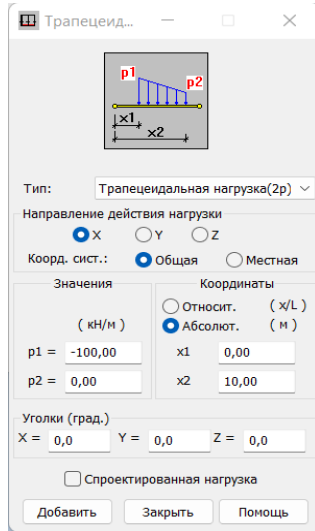 Трапецеид...
p1
p2
x1
x2
Тип: Трапецеидальная нагрузка(2p)
Направление действия нагрузки
X Y Z
Коорд. сист.: Общая Местная
Значения Координаты
Относит. ( x/L )
( кН/м ) Абсолют. ( м )
p1 = -100,00 x1 0,00
p2 = 0,00 x2 10,00
Уголки (град.)
X = 0,0 Y = 0,0 Z = 0,0
Спроектированная нагрузка
Добавить Закрыть Помощь